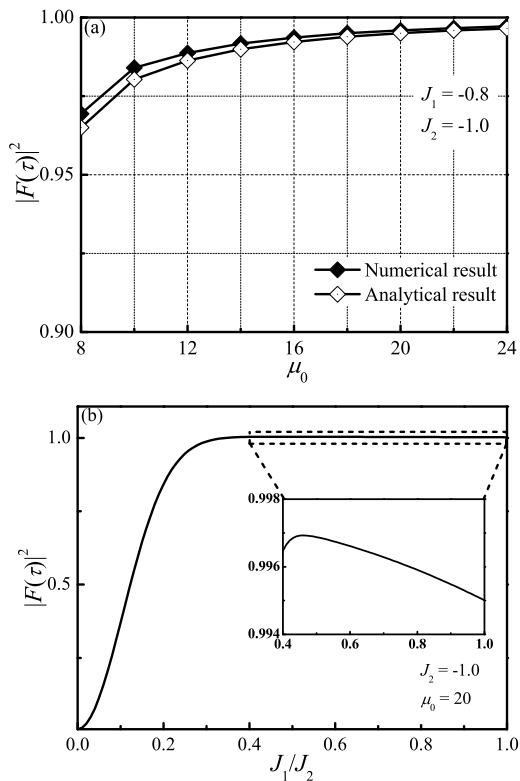 (a)
1.00
0.95
0.90
|F(τ)|²
J₁ = -0.8
J₂ = -1.0
Numerical result
Analytical result
8 12 16 20 24
μ₀
(b)
1.0
0.5
0.0
|F(τ)|²
0.998
0.996
0.994
0.4 0.6 0.8 1.0
J₂ = -1.0
μ₀ = 20
0.0 0.2 0.4 0.6 0.8 1.0
J₁/J₂